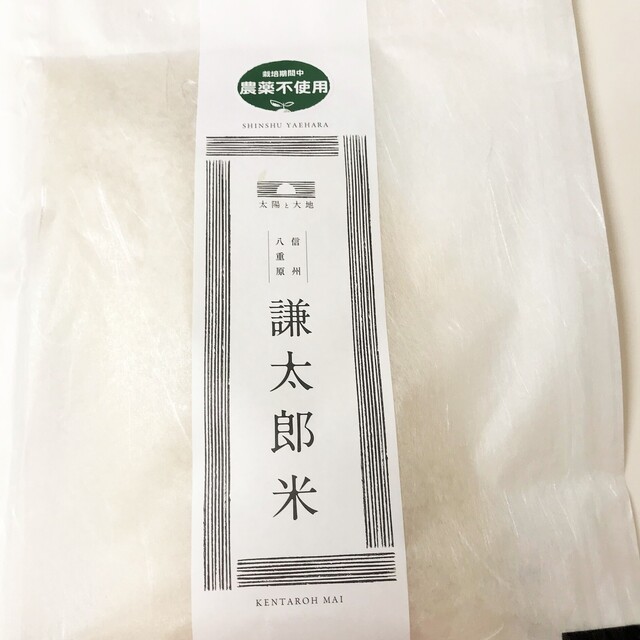 栽培期間中
農薬不使用
SHINSHU YAEHARA
太陽と大地
信州
八重原
謙太郎米
KENTAROH MAI